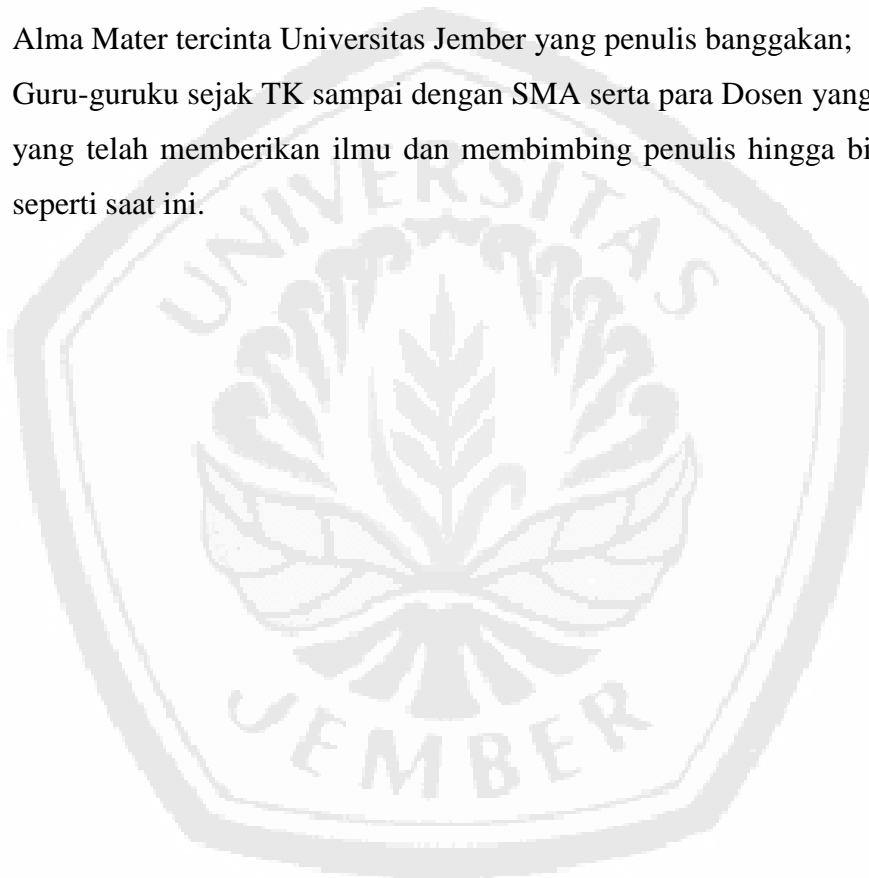 Alma Mater tercinta Universitas Jember yang penulis banggakan;
Guru-guruku sejak TK sampai dengan SMA serta para Dosen yang
yang telah memberikan ilmu dan membimbing penulis hingga bi
seperti saat ini.
UNIVERSITAS
JEMBER